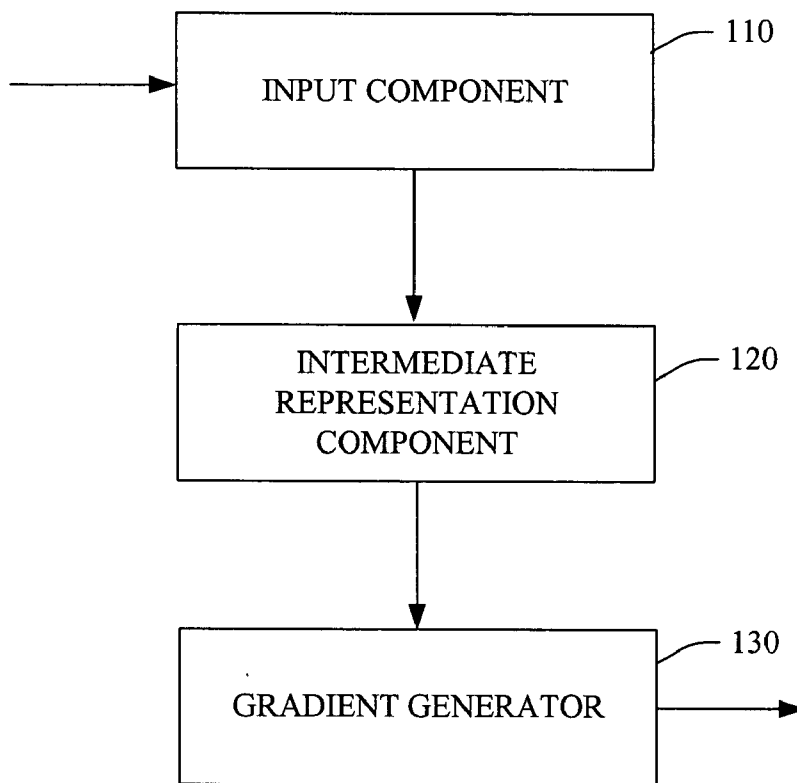 110
INPUT COMPONENT
INTERMEDIATE
REPRESENTATION
COMPONENT
120
130
GRADIENT GENERATOR